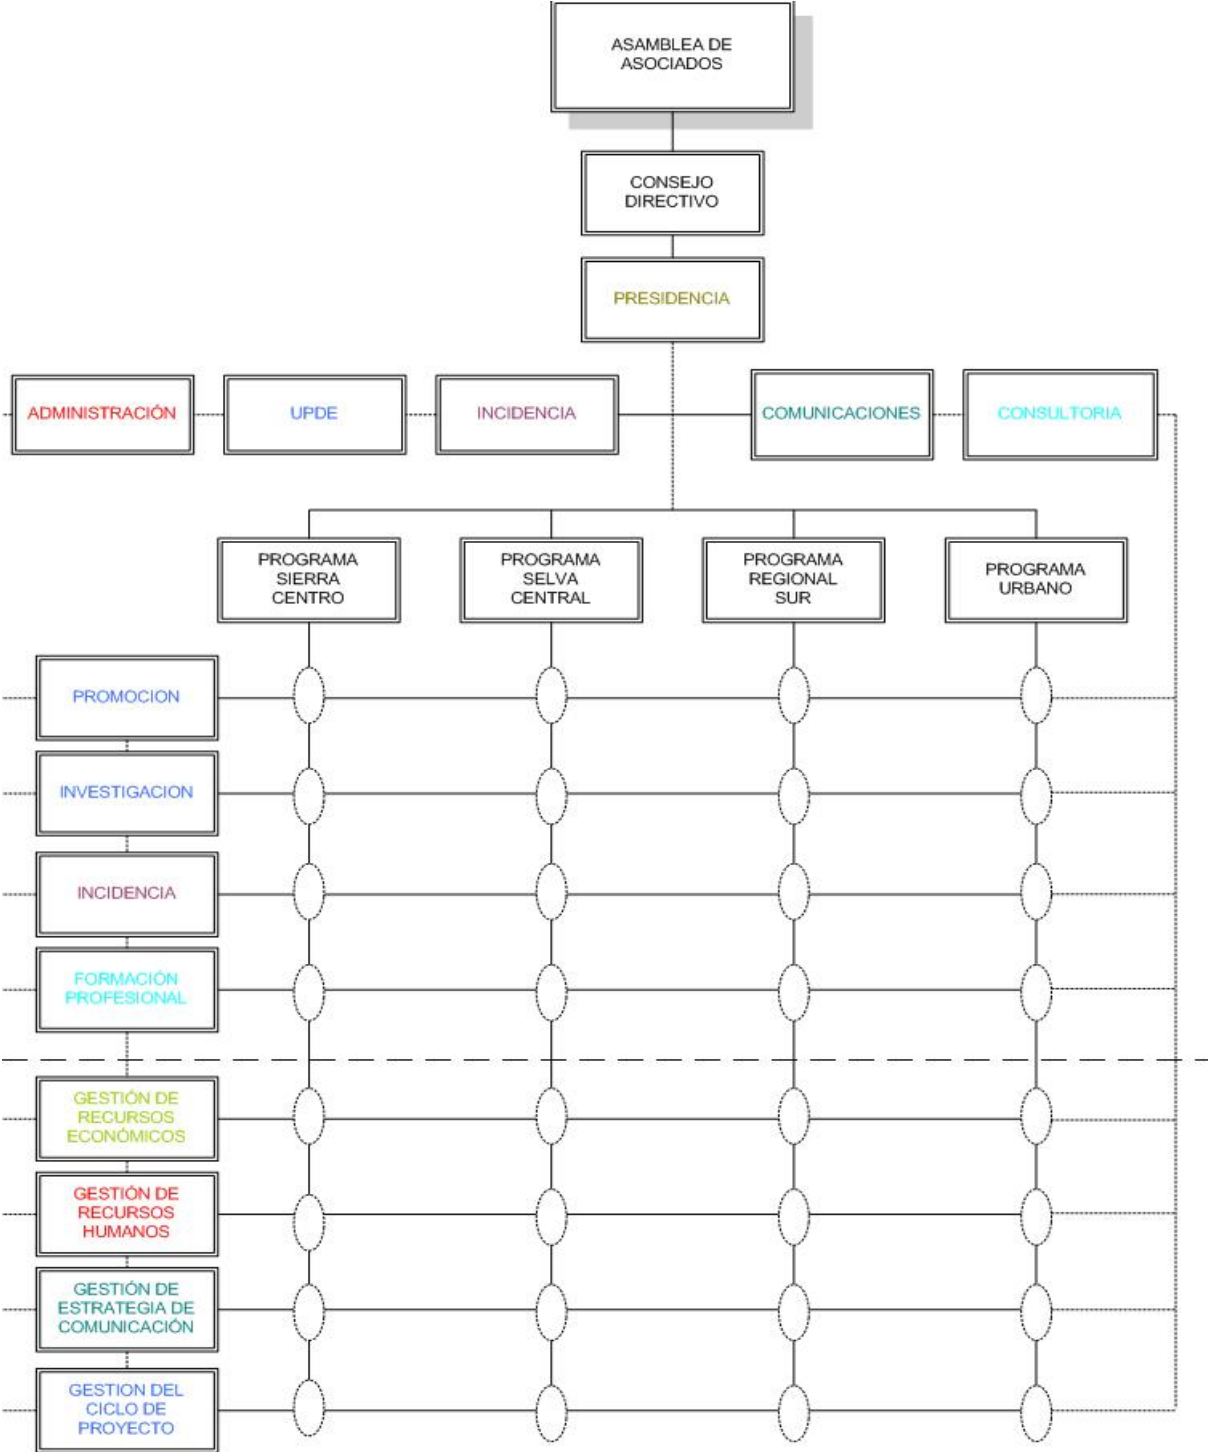 ASAMBLEA DE
ASOCIADOS
CONSEJO
DIRECTIVO
PRESIDENCIA
ADMINISTRACIÓN
UPDE
INCIDENCIA
COMUNICACIONES
CONSULTORIA
PROGRAMA
SIERRA
CENTRO
PROGRAMA
SELVA
CENTRAL
PROGRAMA
REGIONAL
SUR
PROGRAMA
URBANO
PROMOCION
INVESTIGACION
INCIDENCIA
FORMACIÓN
PROFESIONAL
GESTIÓN DE
RECURSOS
ECONÓMICOS
GESTIÓN DE
RECURSOS
HUMANOS
GESTIÓN DE
ESTRATEGIA DE
COMUNICACIÓN
GESTION DEL
CICLO DE
PROYECTO